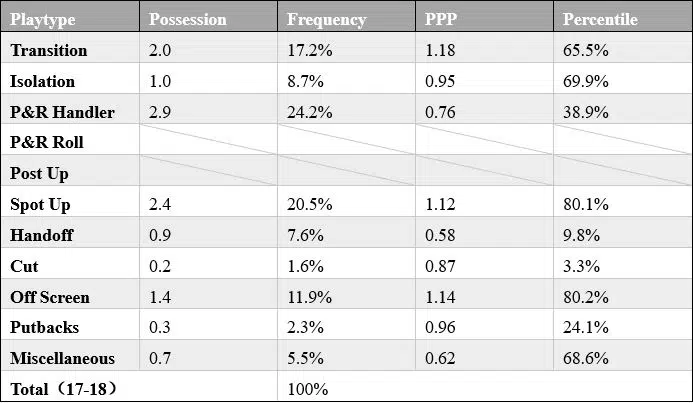 Playtype Possession Frequency PPP Percentile
Transition 2.0 17.2% 1.18 65.5%
Isolation 1.0 8.7% 0.95 69.9%
P&R Handler 2.9 24.2% 0.76 38.9%
P&R Roll
Post Up
Spot Up 2.4 20.5% 1.12 80.1%
Handoff 0.9 7.6% 0.58 9.8%
Cut 0.2 1.6% 0.87 3.3%
Off Screen 1.4 11.9% 1.14 80.2%
Putbacks 0.3 2.3% 0.96 24.1%
Miscellaneous 0.7 5.5% 0.62 68.6%
Total（17-18） 100%